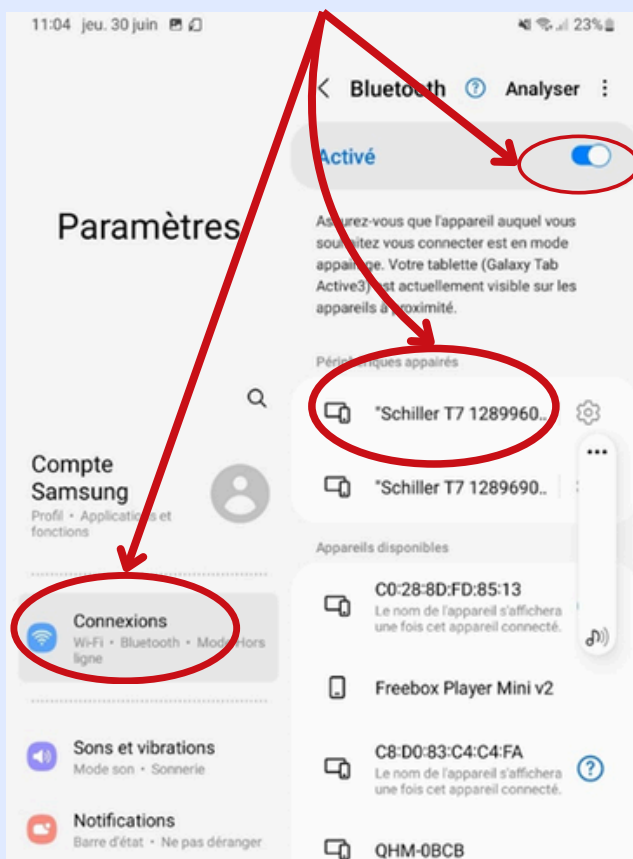 11:04 jeu. 30 juin
23%
Paramètres
Compte
Samsung
Profil • Applications et
fonctions
Connexions
Wi-Fi • Bluetooth • Mode Hors
ligne
Sons et vibrations
Mode son • Sonnerie
Notifications
Barre d'état • Ne pas déranger
Bluetooth ? Analyser
Activé
Assurez-vous que l'appareil auquel vous
souhaitez vous connecter est en mode
appairage. Votre tablette (Galaxy Tab
Active3) est actuellement visible sur les
appareils à proximité.
Périphériques appairés
"Schiller T7 1289960..
"Schiller T7 1289690..
Appareils disponibles
C0:28:8D:FD:85:13
Le nom de l'appareil s'affichera
une fois cet appareil connecté.
Freebox Player Mini v2
C8:D0:83:C4:C4:FA
Le nom de l'appareil s'affichera
une fois cet appareil connecté.
?
QHM-0BCB